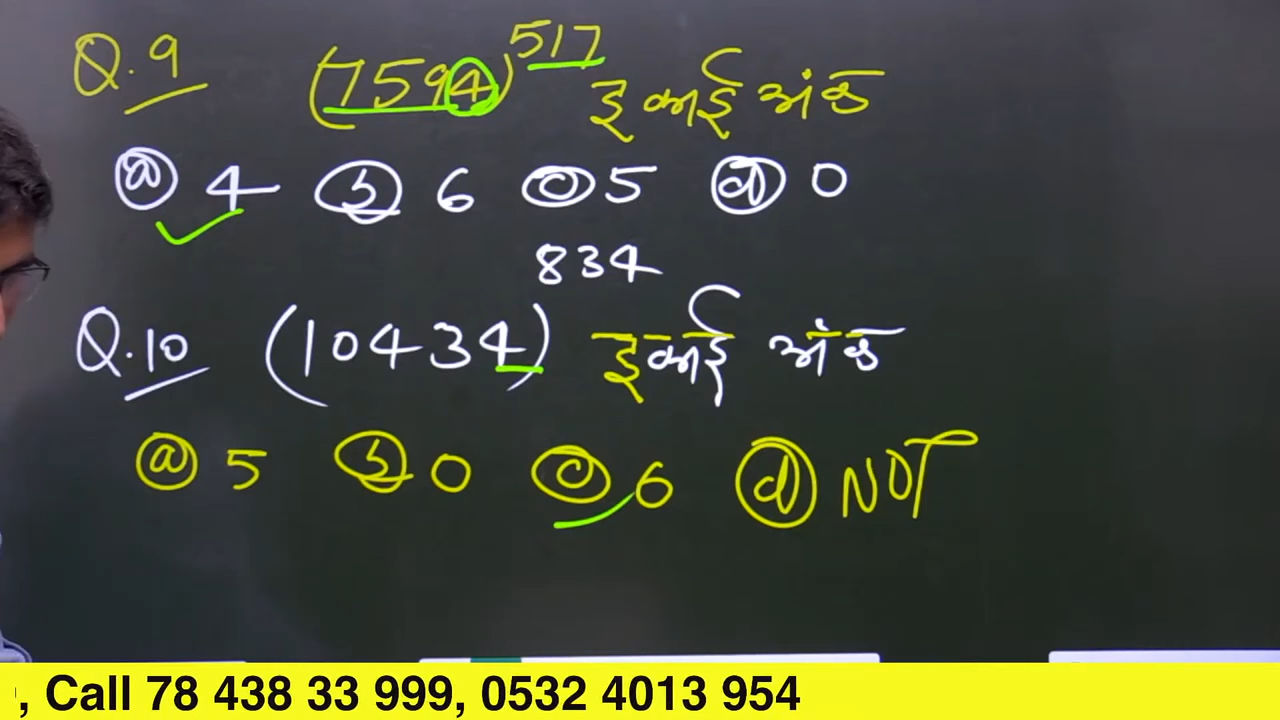 Q.9 (7594)^517 इकाई अंक
(a) 4 (b) 6 (c) 5 (d) 0
834
Q.10 (10434) इकाई अंक
(a) 5 (b) 0 (c) 6 (d) NOT
, Call 78 438 33 999, 0532 4013 954